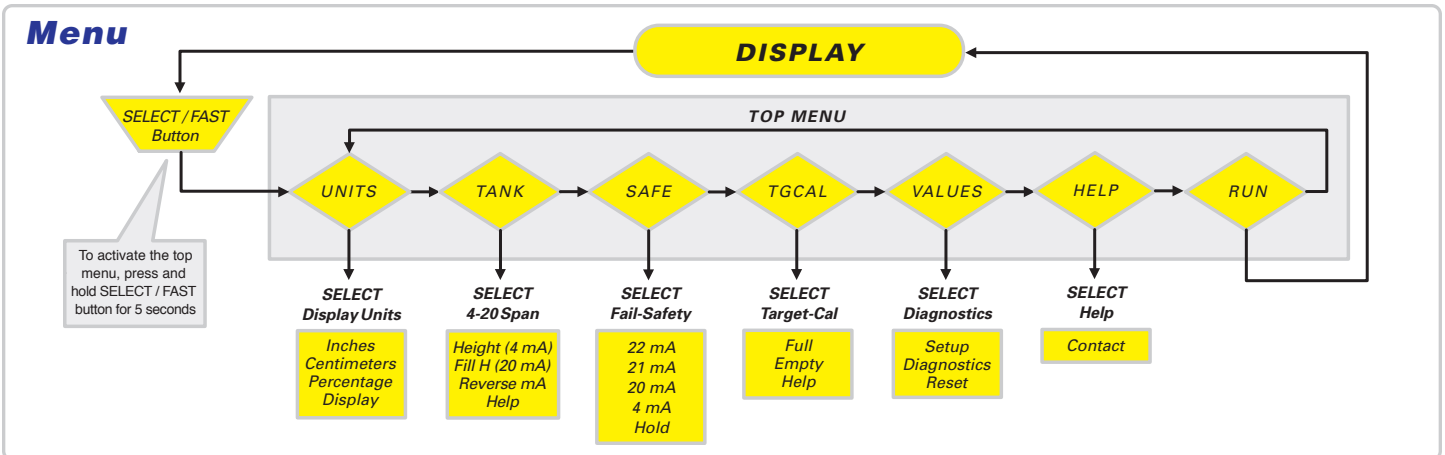 Menu
DISPLAY
SELECT / FAST
Button
TOP MENU
UNITS
TANK
SAFE
TGCAL
VALUES
HELP
RUN
To activate the top
menu, press and
hold SELECT / FAST
button for 5 seconds
SELECT
Display Units
Inches
Centimeters
Percentage
Display
SELECT
4-20 Span
Height (4 mA)
Fill H (20 mA)
Reverse mA
Help
SELECT
Fail-Safety
22 mA
21 mA
20 mA
4 mA
Hold
SELECT
Target-Cal
Full
Empty
Help
SELECT
Diagnostics
Setup
Diagnostics
Reset
SELECT
Help
Contact